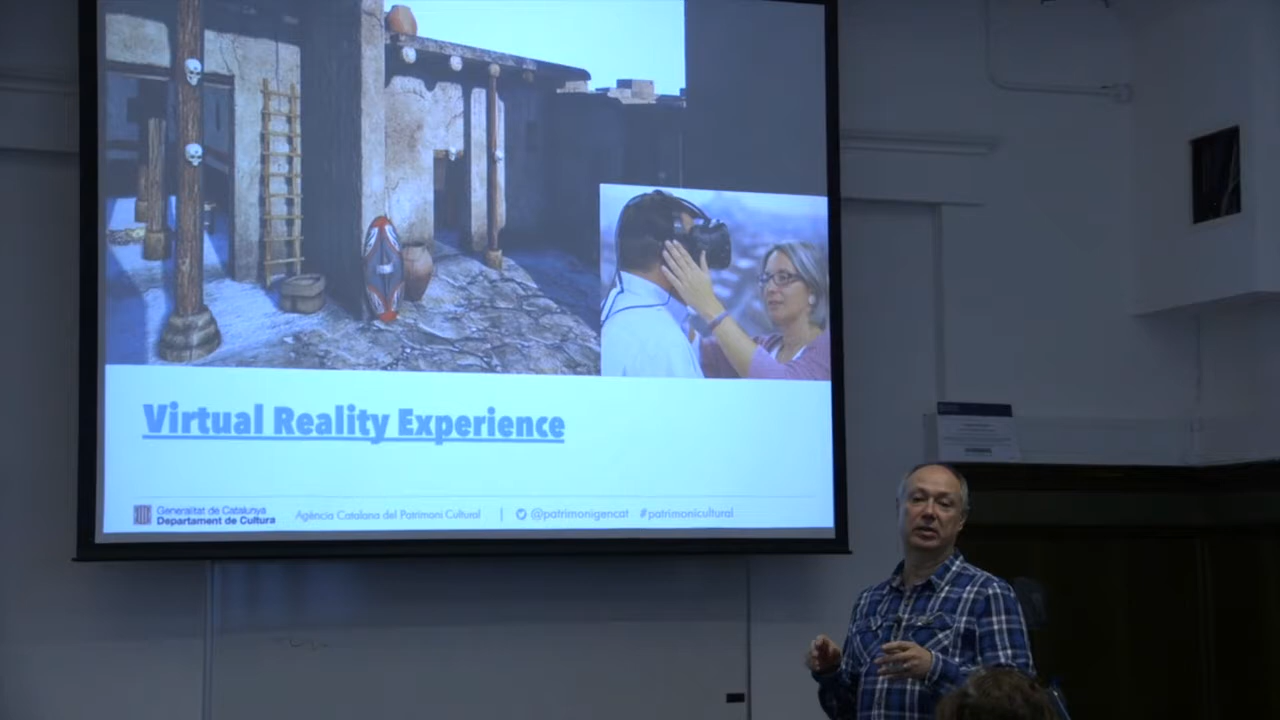 Virtual Reality Experience
Generalitat de Catalunya
Departament de Cultura
Agència Catalana del Patrimoni Cultural
@patrimonigencat #patrimonicultural